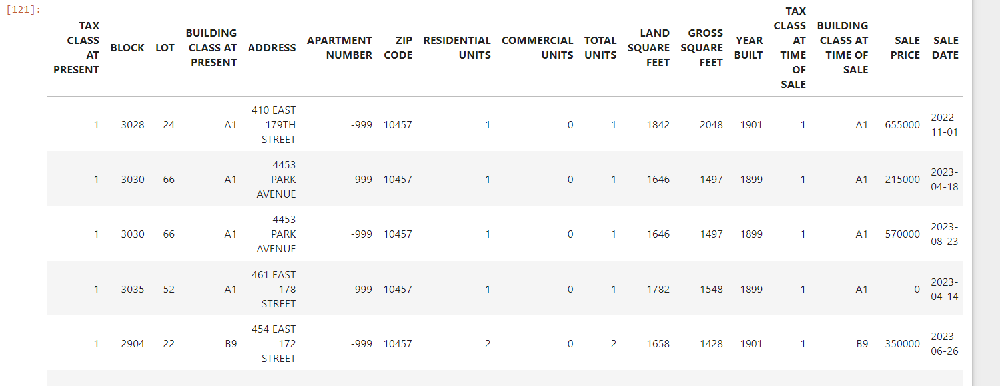 [121]:
TAX CLASS AT PRESENT BLOCK LOT BUILDING CLASS AT PRESENT ADDRESS APARTMENT NUMBER ZIP CODE RESIDENTIAL UNITS COMMERCIAL UNITS TOTAL UNITS LAND SQUARE FEET GROSS SQUARE FEET YEAR BUILT TAX CLASS AT TIME OF SALE BUILDING CLASS AT TIME OF SALE SALE PRICE SALE DATE
1 3028 24 A1 410 EAST 179TH STREET -999 10457 1 0 1 1842 2048 1901 1 A1 655000 2022-11-01
1 3030 66 A1 4453 PARK AVENUE -999 10457 1 0 1 1646 1497 1899 1 A1 215000 2023-04-18
1 3030 66 A1 4453 PARK AVENUE -999 10457 1 0 1 1646 1497 1899 1 A1 570000 2023-08-23
1 3035 52 A1 461 EAST 178 STREET -999 10457 1 0 1 1782 1548 1899 1 A1 0 2023-04-14
1 2904 22 B9 454 EAST 172 STREET -999 10457 2 0 2 1658 1428 1901 1 B9 350000 2023-06-26